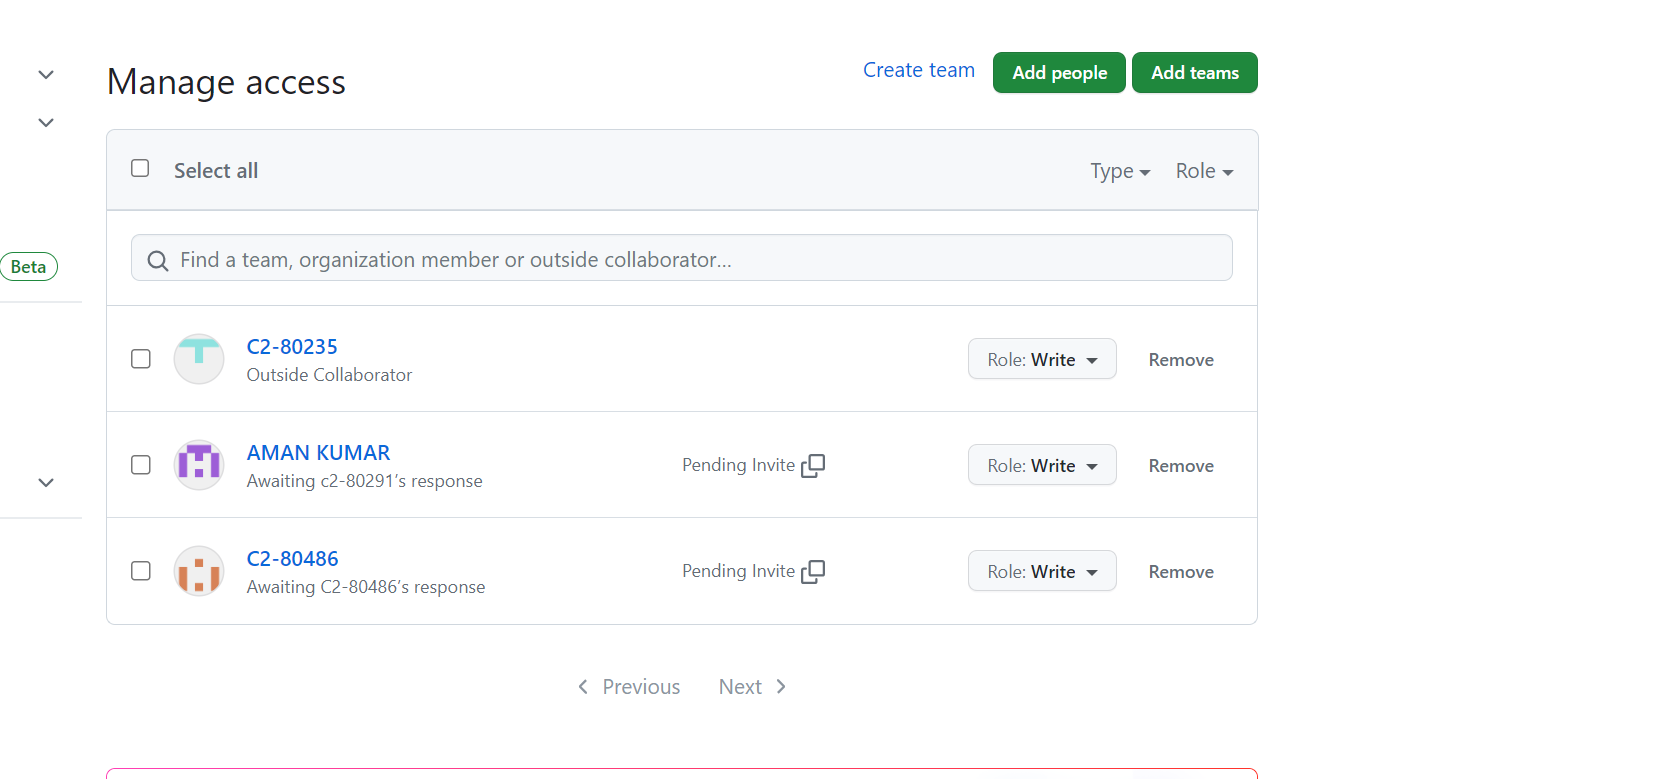 Manage access
Create team
Add people
Add teams
Select all
Type
Role
Beta
Find a team, organization member or outside collaborator...
C2-80235
Outside Collaborator
Role: Write
Remove
AMAN KUMAR
Awaiting c2-80291’s response
Pending Invite
Role: Write
Remove
C2-80486
Awaiting C2-80486’s response
Pending Invite
Role: Write
Remove
Previous
Next